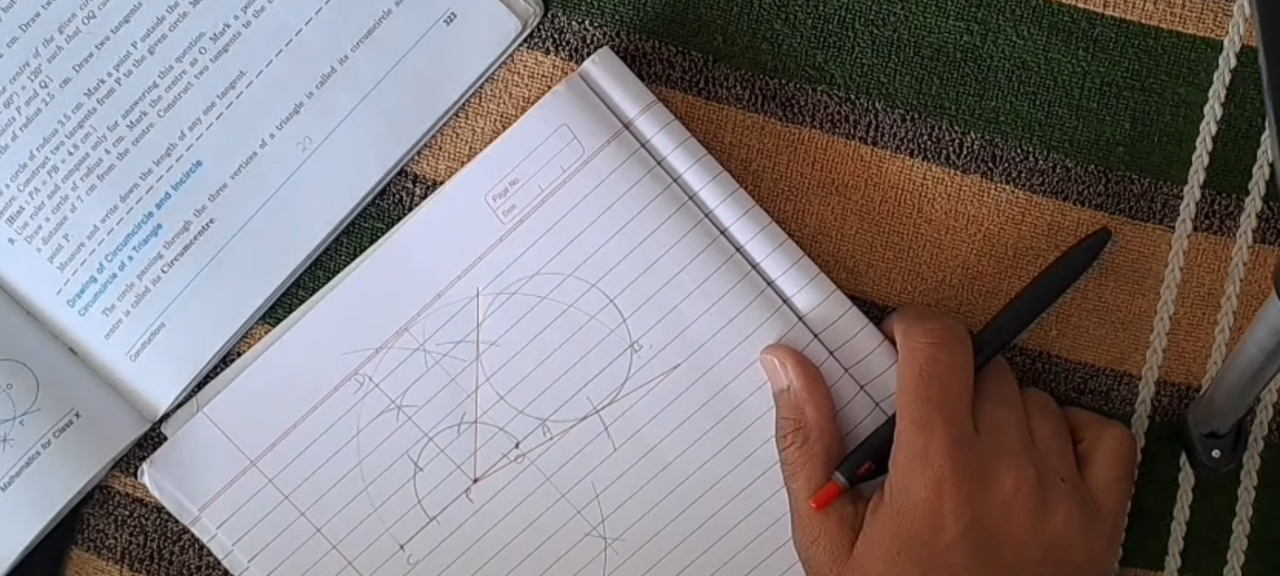 cm. Draw two
centre of the given cir
60°) = 120° such that OQ cu
points P and Q.)
le of radius 2.5 cm. Draw two tangents
a circle of radius 3.5 cm. Mark a point P outside the
Construct two tangents from P to the given circle. Me
[Hint : PA = PB = 4.8 cm.]
9. Use ruler and compass only for answering this question.
Draw a circle of radius 4 cm. Mark the centre as O. Mark a poi
distance of 7 cm from the centre. Construct two tangents to the
point P.
Measure and write down the length of any one tangent.
Drawing of Circumcircle and Incircle
Circumcircle of a Triangle
The circle passing through the three vertices of a triangle is called its circumcircle a
entre is called its Circumcentre.
Constructions
323
Mathematics for Class X
Page No.
Date
D
B
A
C